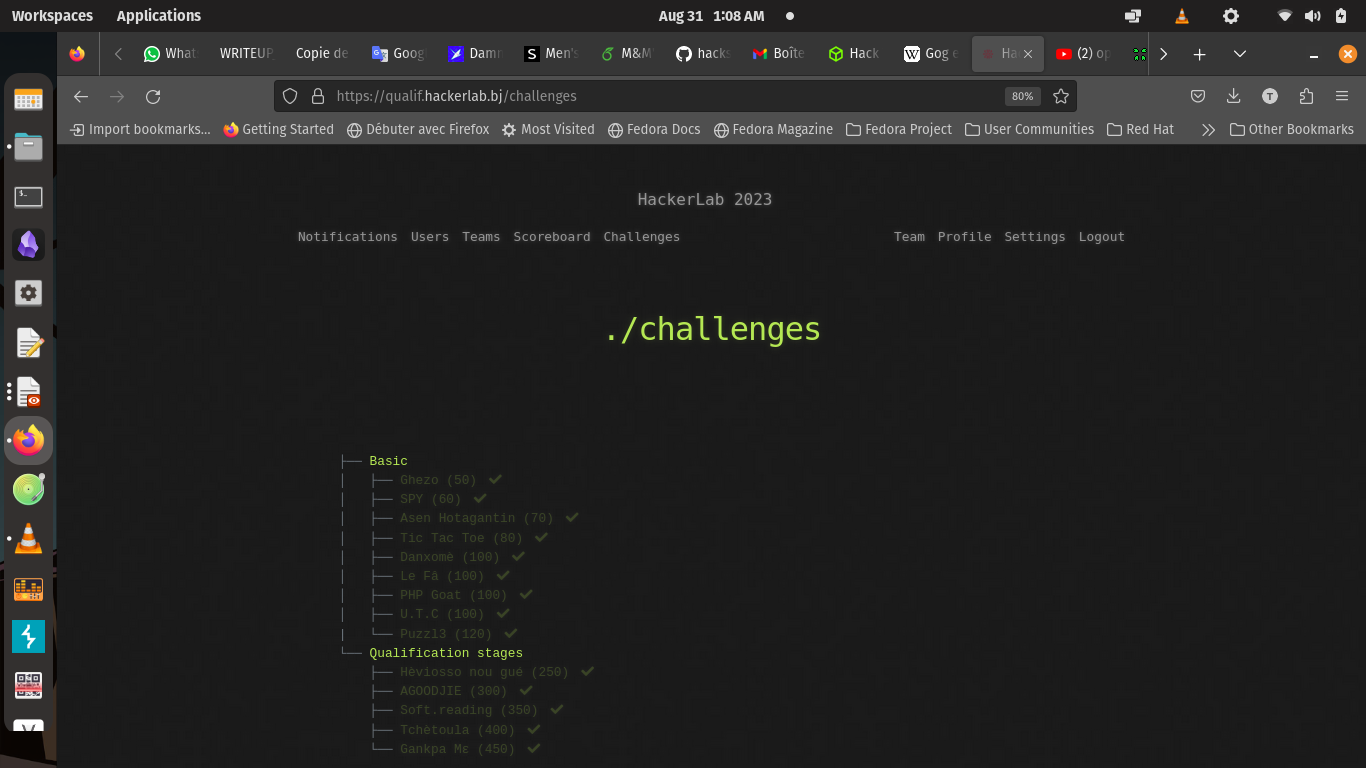 Workspaces Applications Aug 31 1:08 AM
What WRITEUP Copie de Goog Damn Men's M&M hacks Boîte Hack Gog e Ha (2) op
https://qualif.hackerlab.bj/challenges 80% T
Import bookmarks... Getting Started Débuter avec Firefox Most Visited Fedora Docs Fedora Magazine Fedora Project User Communities Red Hat Other Bookmarks
HackerLab 2023
Notifications Users Teams Scoreboard Challenges Team Profile Settings Logout
./challenges
├── Basic
│   ├── Ghezo (50) ✔
│   ├── SPY (60) ✔
│   ├── Asen Hotagantin (70) ✔
│   ├── Tic Tac Toe (80) ✔
│   ├── Danxomè (100) ✔
│   ├── Le Fâ (100) ✔
│   ├── PHP Goat (100) ✔
│   ├── U.T.C (100) ✔
|   └── Puzzl3 (120) ✔
└── Qualification stages
    ├── Hèviosso nou gué (250) ✔
    ├── AGOODJIE (300) ✔
    ├── Soft.reading (350) ✔
    ├── Tchètoula (400) ✔
    └── Gankpa Mɛ (450) ✔